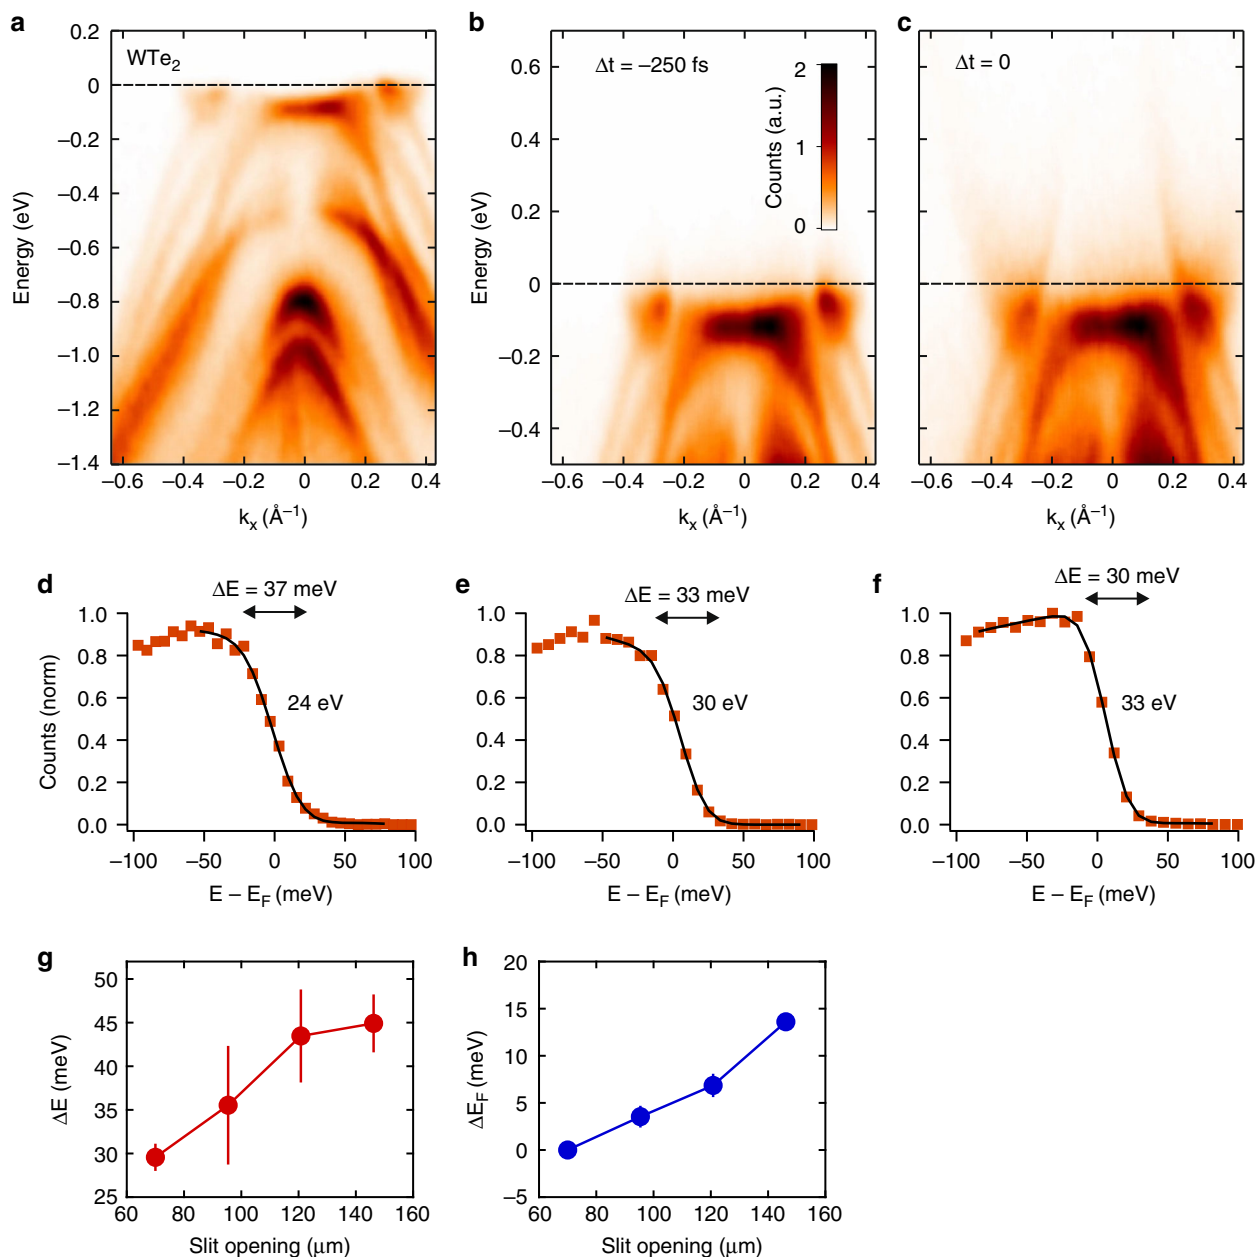 a
b
c
WTe2
Δt = –250 fs
Δt = 0
0.2
0
–0.2
–0.4
–0.6
–0.8
–1.0
–1.2
–1.4
Energy (eV)
–0.6 –0.4 –0.2 0 0.2 0.4
kx (Å–1)
0.6
0.4
0.2
0
–0.2
–0.4
Energy (eV)
2
1
0
Counts (a.u.)
–0.6 –0.4 –0.2 0 0.2 0.4
kx (Å–1)
–0.6 –0.4 –0.2 0 0.2 0.4
kx (Å–1)
d
ΔE = 37 meV
24 eV
1.0
0.8
0.6
0.4
0.2
0.0
Counts (norm)
–100 –50 0 50 100
E – EF (meV)
e
ΔE = 33 meV
30 eV
1.0
0.8
0.6
0.4
0.2
0.0
–100 –50 0 50 100
E – EF (meV)
f
ΔE = 30 meV
33 eV
1.0
0.8
0.6
0.4
0.2
0.0
–100 –50 0 50 100
E – EF (meV)
g
50
45
40
35
30
25
ΔE (meV)
60 80 100 120 140 160
Slit opening (μm)
h
20
15
10
5
0
–5
ΔEF (meV)
60 80 100 120 140 160
Slit opening (μm)